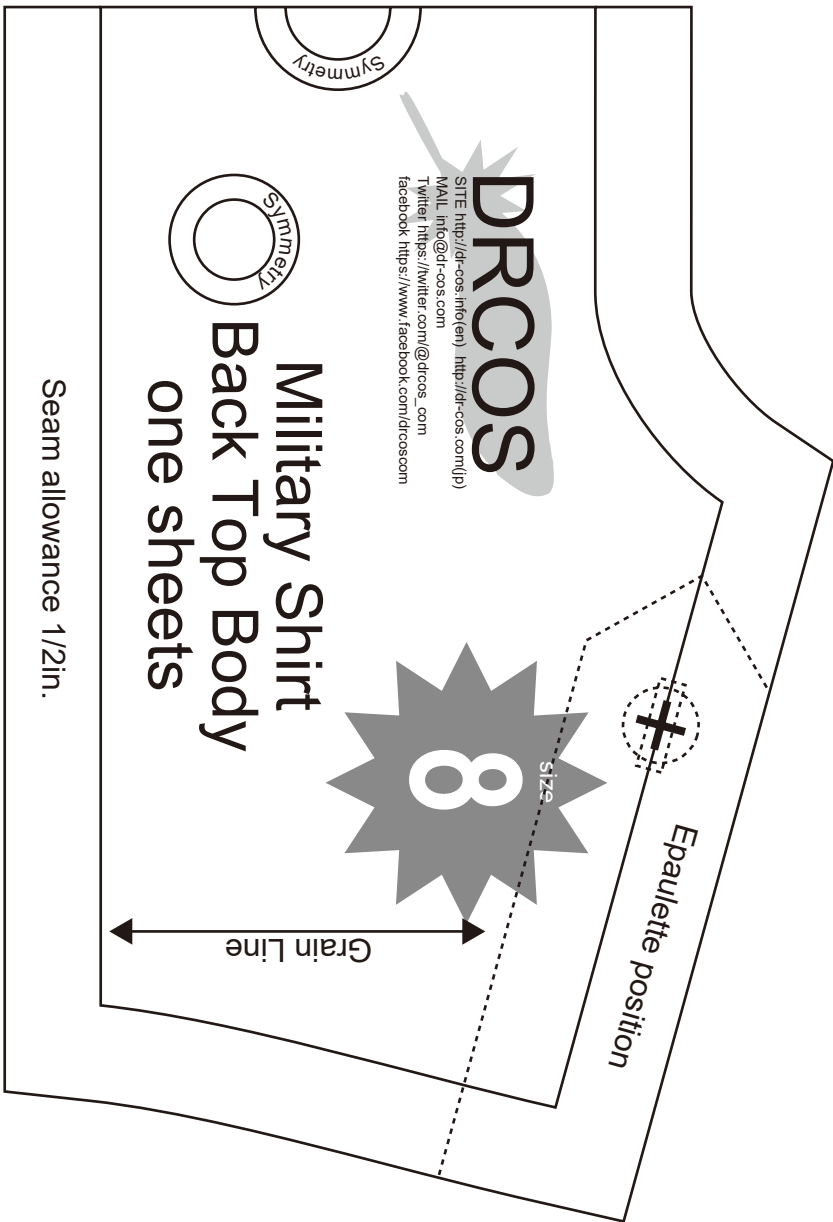 Symmetry
DRCOS
SITE http://dr-cos.info(en)  http://dr-cos.com(jp)
MAIL info@dr-cos.com
Twitter https://twitter.com/@drcos_com
facebook https://www.facebook.com/drcoscom
Symmetry
Military Shirt
Back Top Body
one sheets
size
8
Epaulette position
Grain Line
Seam allowance 1/2in.